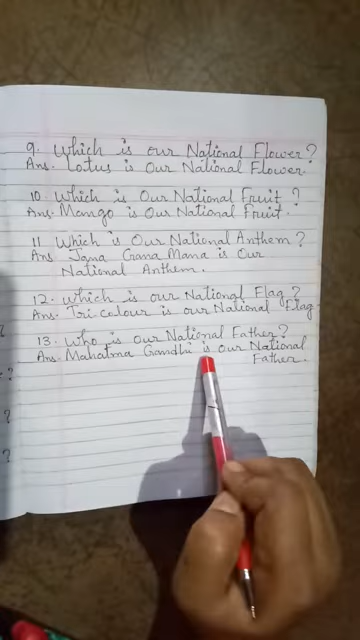 9. Which is our National Flower?
Ans. Lotus is Our National Flower.
10. Which is Our National Fruit ?
Ans. Mango is Our National Fruit.
11 Which is Our National Anthem?
Ans Jana Gana Mana is Our
National Anthem.
12. which is our National Flag?
Ans. Tri colour is our National Flag
13. Who is our National Father?
Ans. Mahatma Gandhi is our National
Father.
?
?
?
?